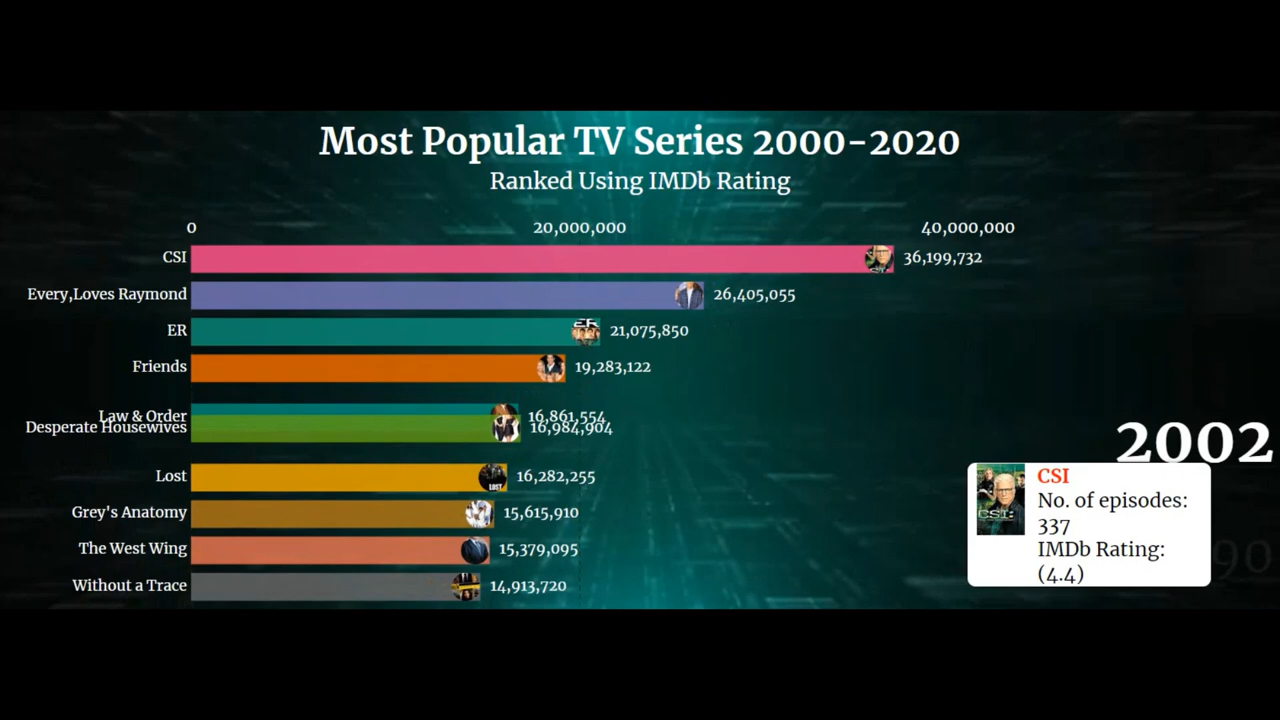 Most Popular TV Series 2000-2020
Ranked Using IMDb Rating
0 20,000,000 40,000,000
CSI 36,199,732
Every,Loves Raymond 26,405,055
ER 21,075,850
Friends 19,283,122
Law & Order 16,861,554
Desperate Housewives 16,984,904
Lost 16,282,255
Grey's Anatomy 15,615,910
The West Wing 15,379,095
Without a Trace 14,913,720
2002
CSI
No. of episodes:
337
IMDb Rating:
(4.4)